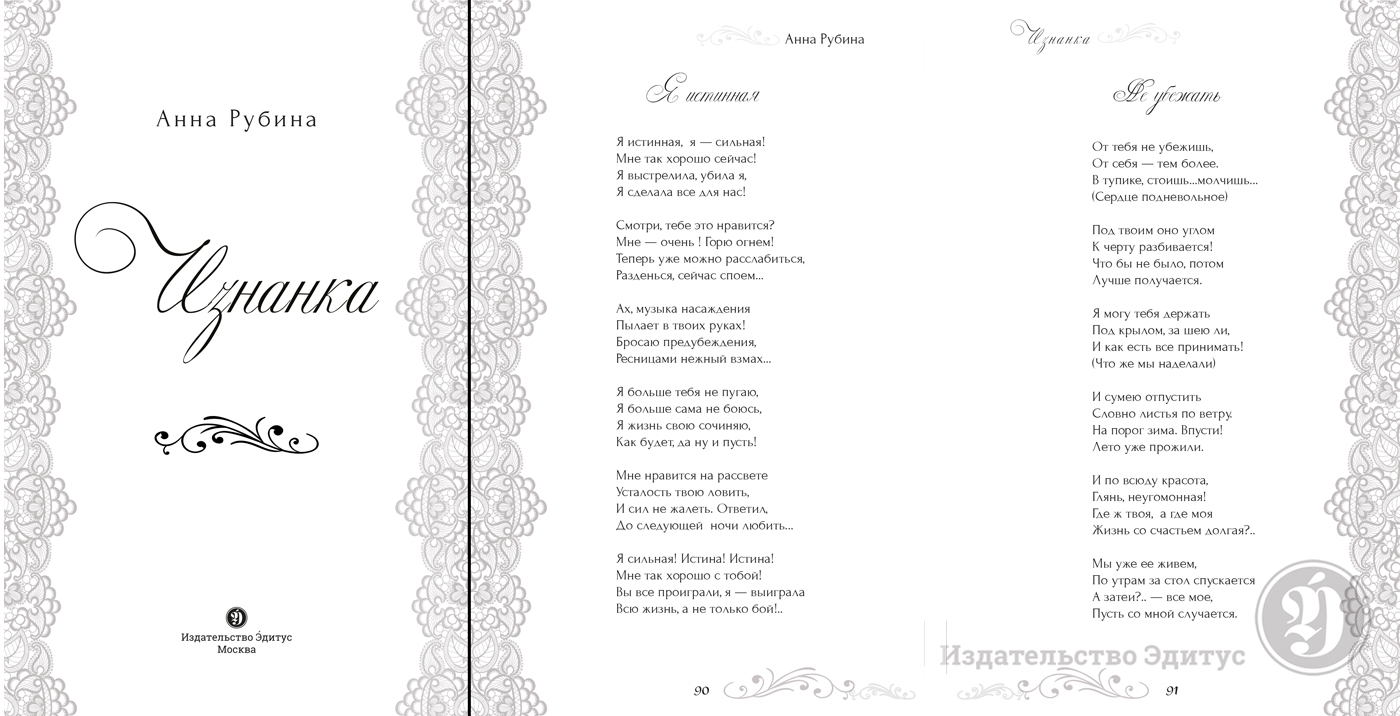 Анна Рубина
Изнанка
Издательство Э́дитус
Москва
Анна Рубина
Я истинная
Я истинная, я — сильная!
Мне так хорошо сейчас!
Я выстрелила, убила я,
Я сделала все для нас!
Смотри, тебе это нравится?
Мне — очень ! Горю огнем!
Теперь уже можно расслабиться,
Разденься, сейчас споем...
Ах, музыка насаждения
Пылает в твоих руках!
Бросаю предубеждения,
Ресницами нежный взмах...
Я больше тебя не пугаю,
Я больше сама не боюсь,
Я жизнь свою сочиняю,
Как будет, да ну и пусть!
Мне нравится на рассвете
Усталость твою ловить,
И сил не жалеть. Ответил,
До следующей ночи любить...
Я сильная! Истина! Истина!
Мне так хорошо с тобой!
Вы все проиграли, я — выиграла
Всю жизнь, а не только бой!..
90
Изнанка
Не убежать
От тебя не убежишь,
От себя — тем более.
В тупике, стоишь...молчишь...
(Сердце подневольное)
Под твоим оно углом
К черту разбивается!
Что бы не было, потом
Лучше получается.
Я могу тебя держать
Под крылом, за шею ли,
И как есть все принимать!
(Что же мы наделали)
И сумею отпустить
Словно листья по ветру.
На порог зима. Впусти!
Лето уже прожили.
И по всюду красота,
Глянь, неугомонная!
Где ж твоя, а где моя
Жизнь со счастьем долгая?..
Мы уже ее живем,
По утрам за стол спускается
А затеи?.. — все мое,
Пусть со мной случается.
Издательство Эдитус
91